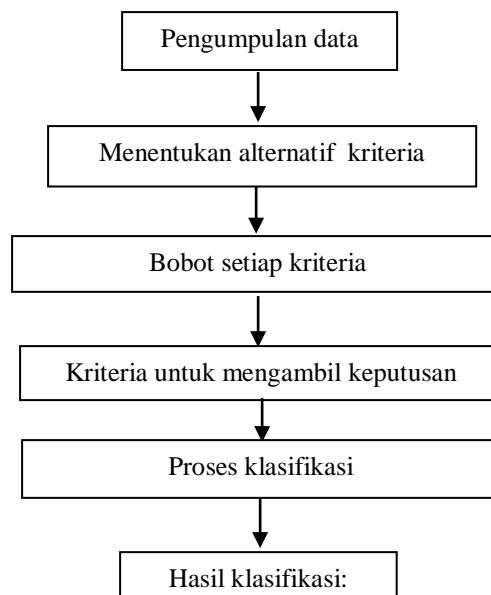 Pengumpulan data
Menentukan alternatif kriteria
Bobot setiap kriteria
Kriteria untuk mengambil keputusan
Proses klasifikasi
Hasil klasifikasi: